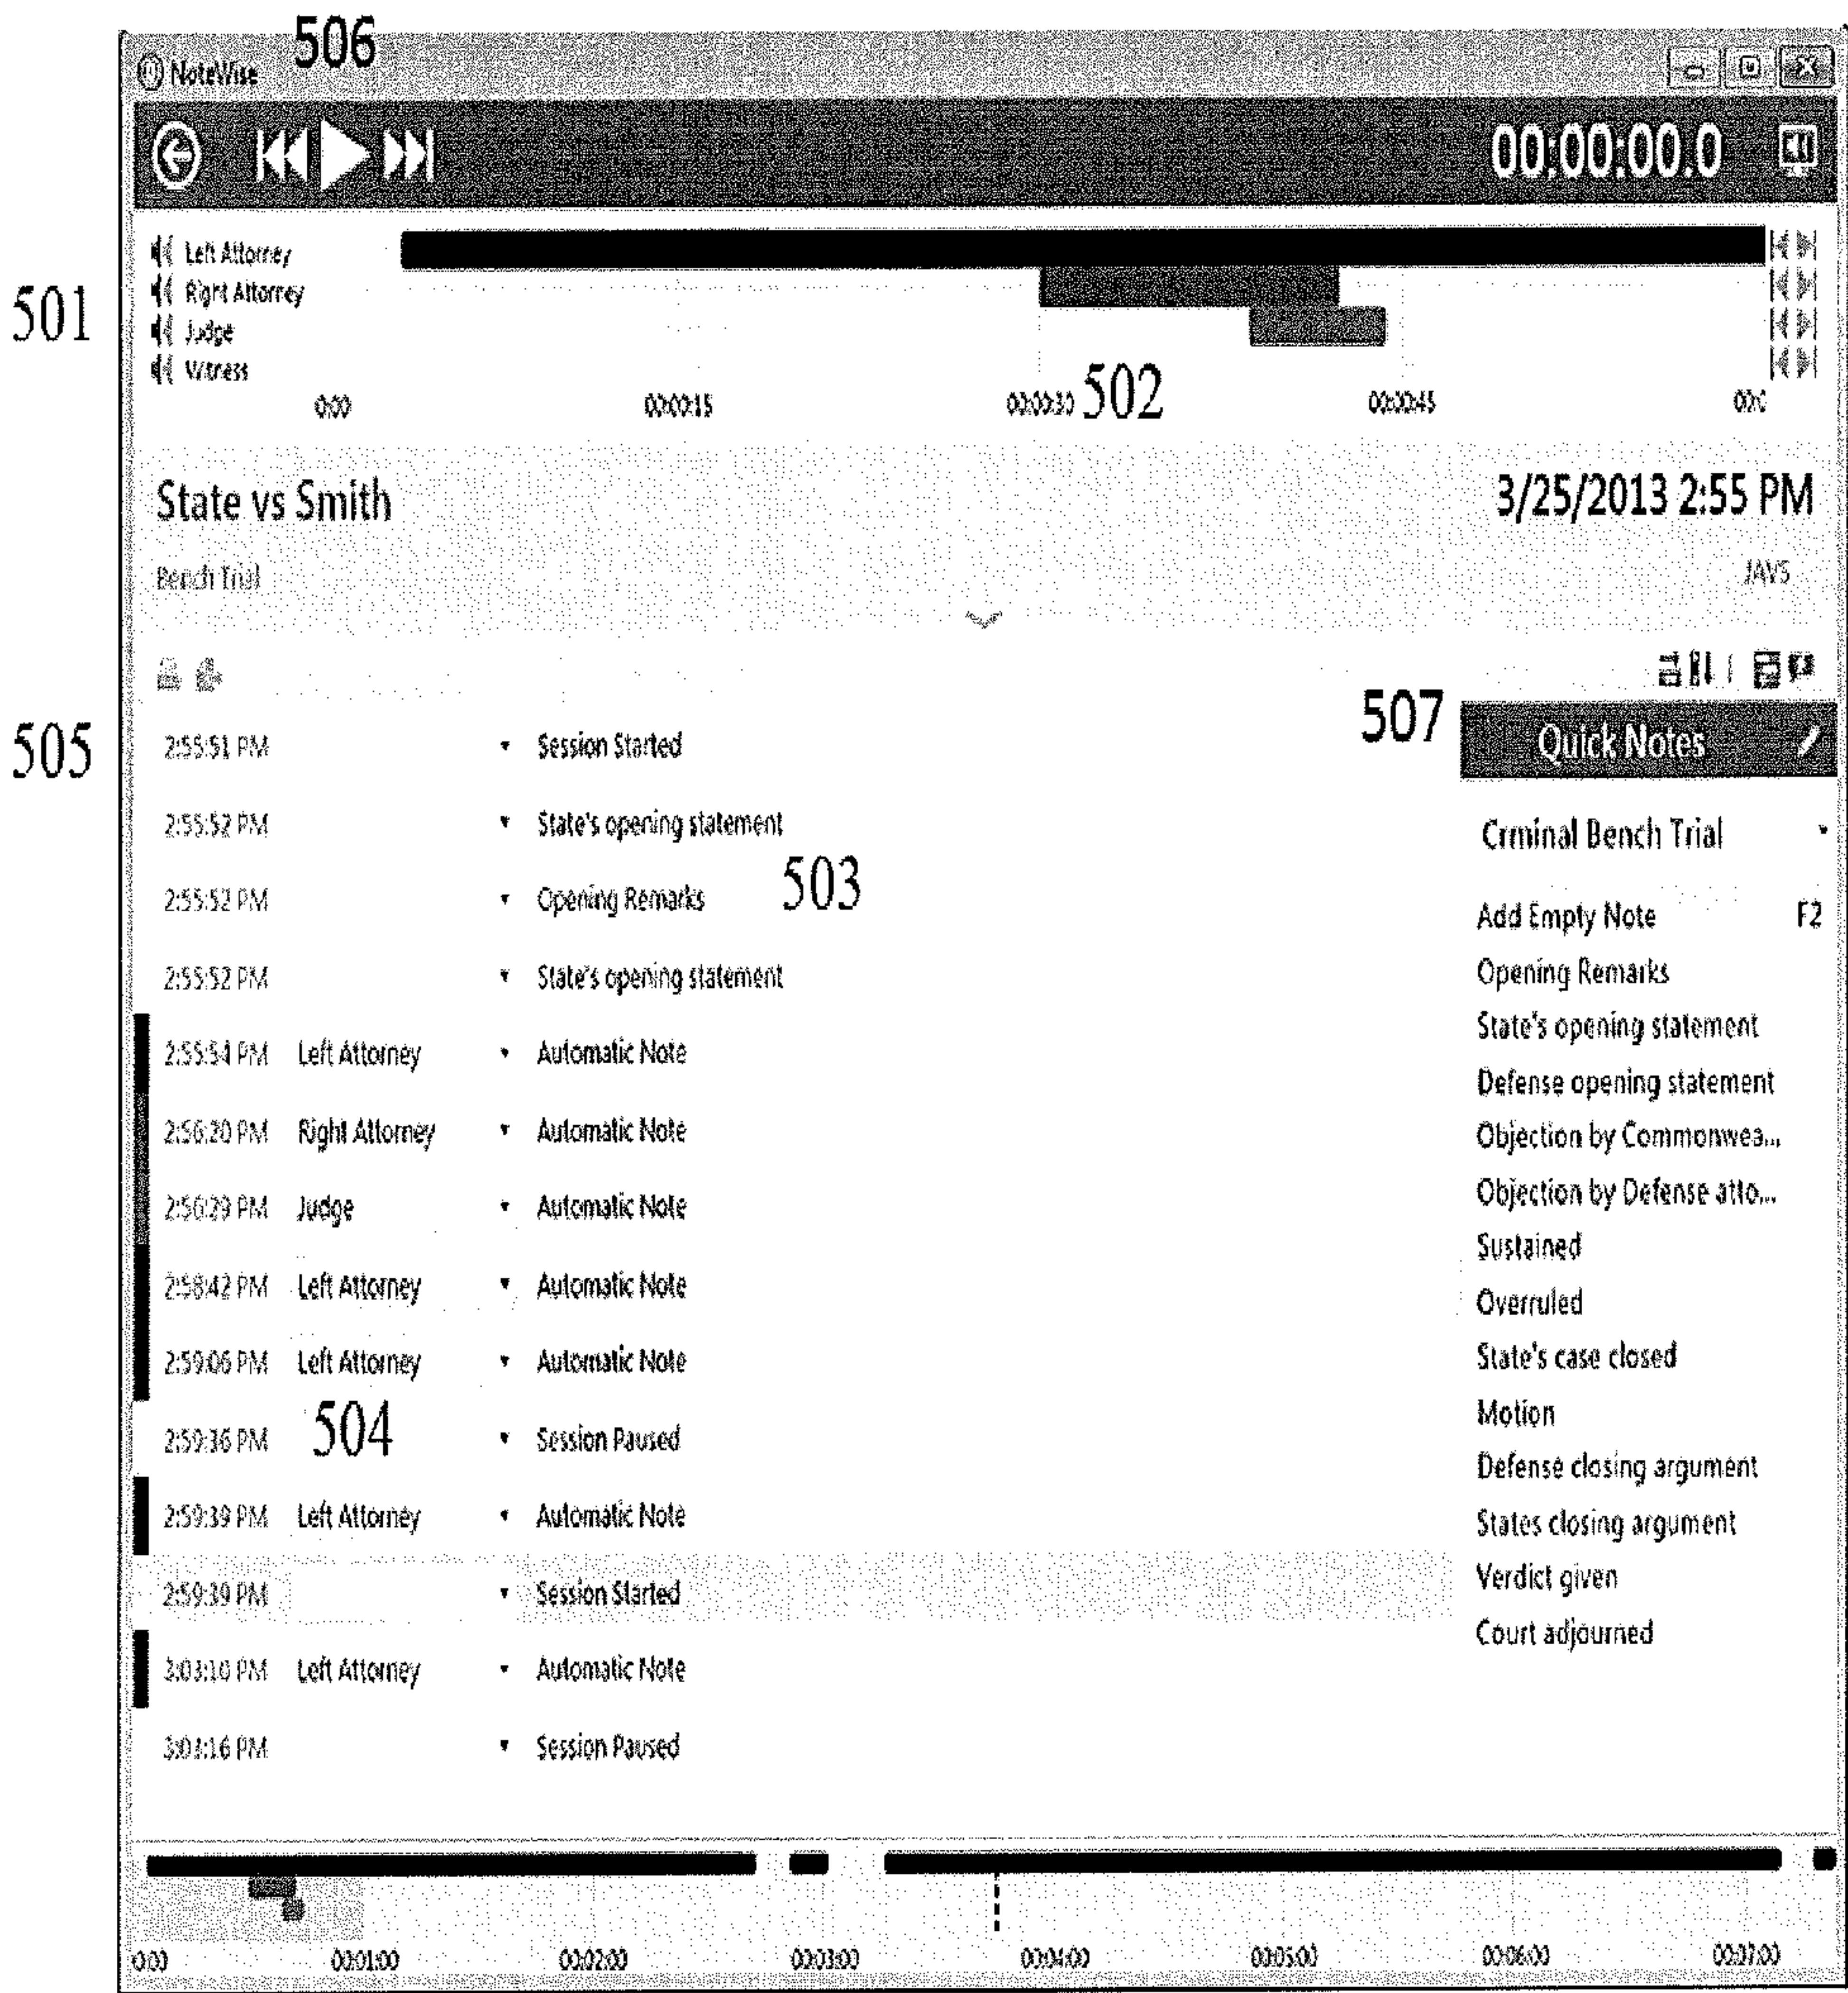 506
NoteWise
00:00:00.0
Left Attorney
Right Attorney
501
Judge
Witness
502
0:00 00:00:15 00:00:30 00:00:45 00:0
State vs Smith 3/25/2013 2:55 PM
Bench Trial JAVS
507
505
2:55:51 PM Session Started
Quick Notes
2:55:52 PM State's opening statement
Crminal Bench Trial
503
2:55:52 PM Opening Remarks
Add Empty Note F2
2:55:52 PM State's opening statement
Opening Remarks
State's opening statement
2:55:54 PM Left Attorney Automatic Note
Defense opening statement
2:56:20 PM Right Attorney Automatic Note
Objection by Commonwea...
2:56:29 PM Judge Automatic Note
Objection by Defense atto...
Sustained
2:58:42 PM Left Attorney Automatic Note
Overruled
2:59:06 PM Left Attorney Automatic Note
State's case closed
504
Motion
2:59:36 PM Session Paused
Defense closing argument
2:59:39 PM Left Attorney Automatic Note
States closing argument
2:59:39 PM Session Started
Verdict given
Court adjourned
3:03:10 PM Left Attorney Automatic Note
3:03:16 PM Session Paused
0:00 00:01:00 00:02:00 00:03:00 00:04:00 00:05:00 00:06:00 00:07:00